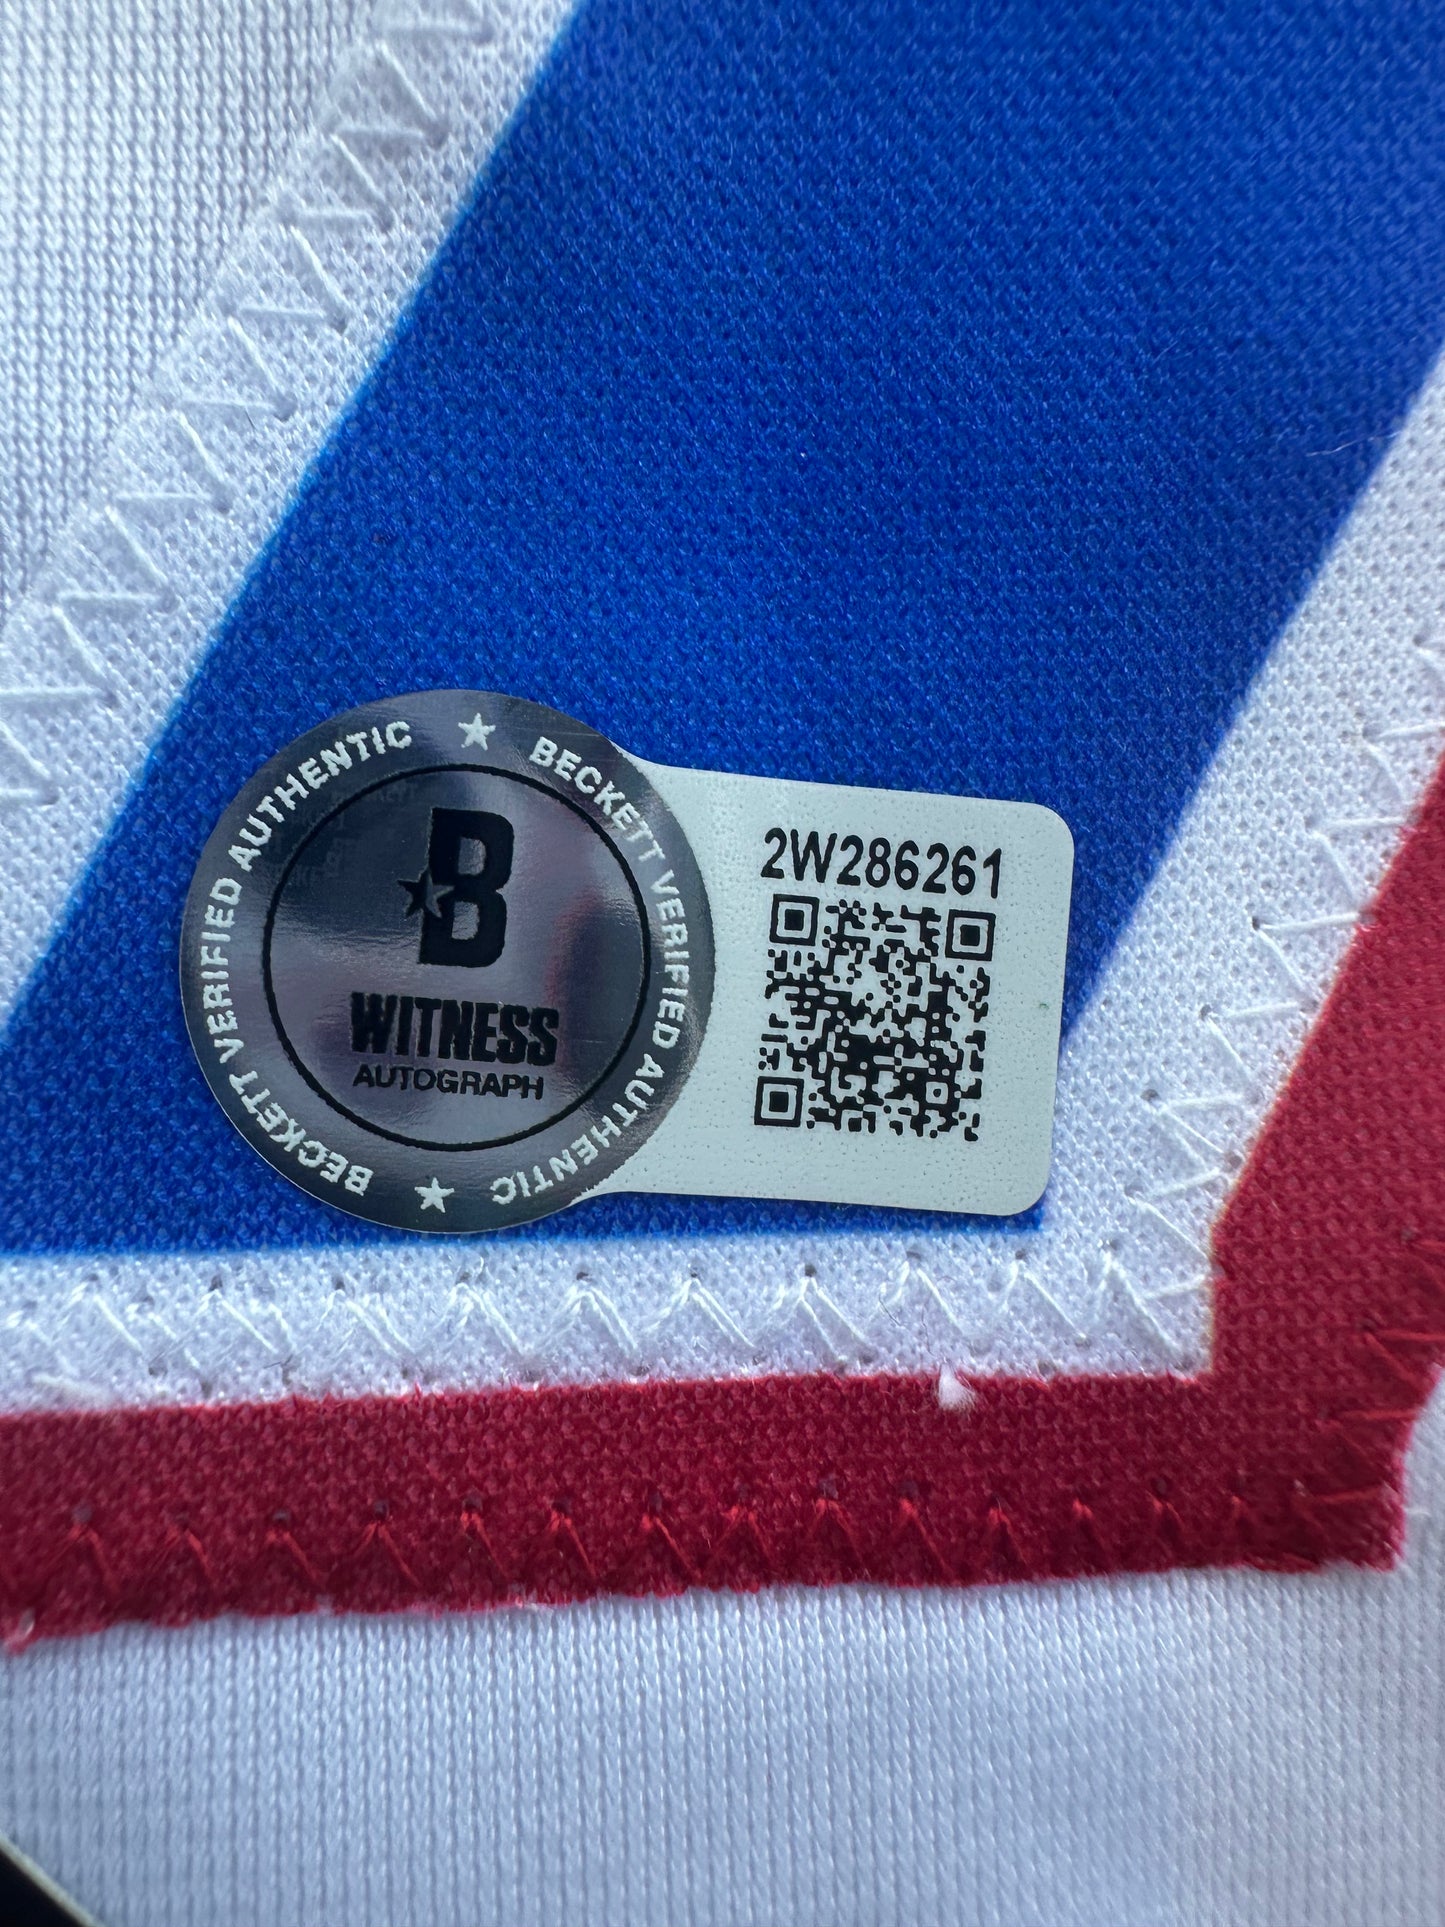 BECKETT VERIFIED AUTHENTIC ★ BECKETT VERIFIED AUTHENTIC ★
B
WITNESS
AUTOGRAPH
2W286261